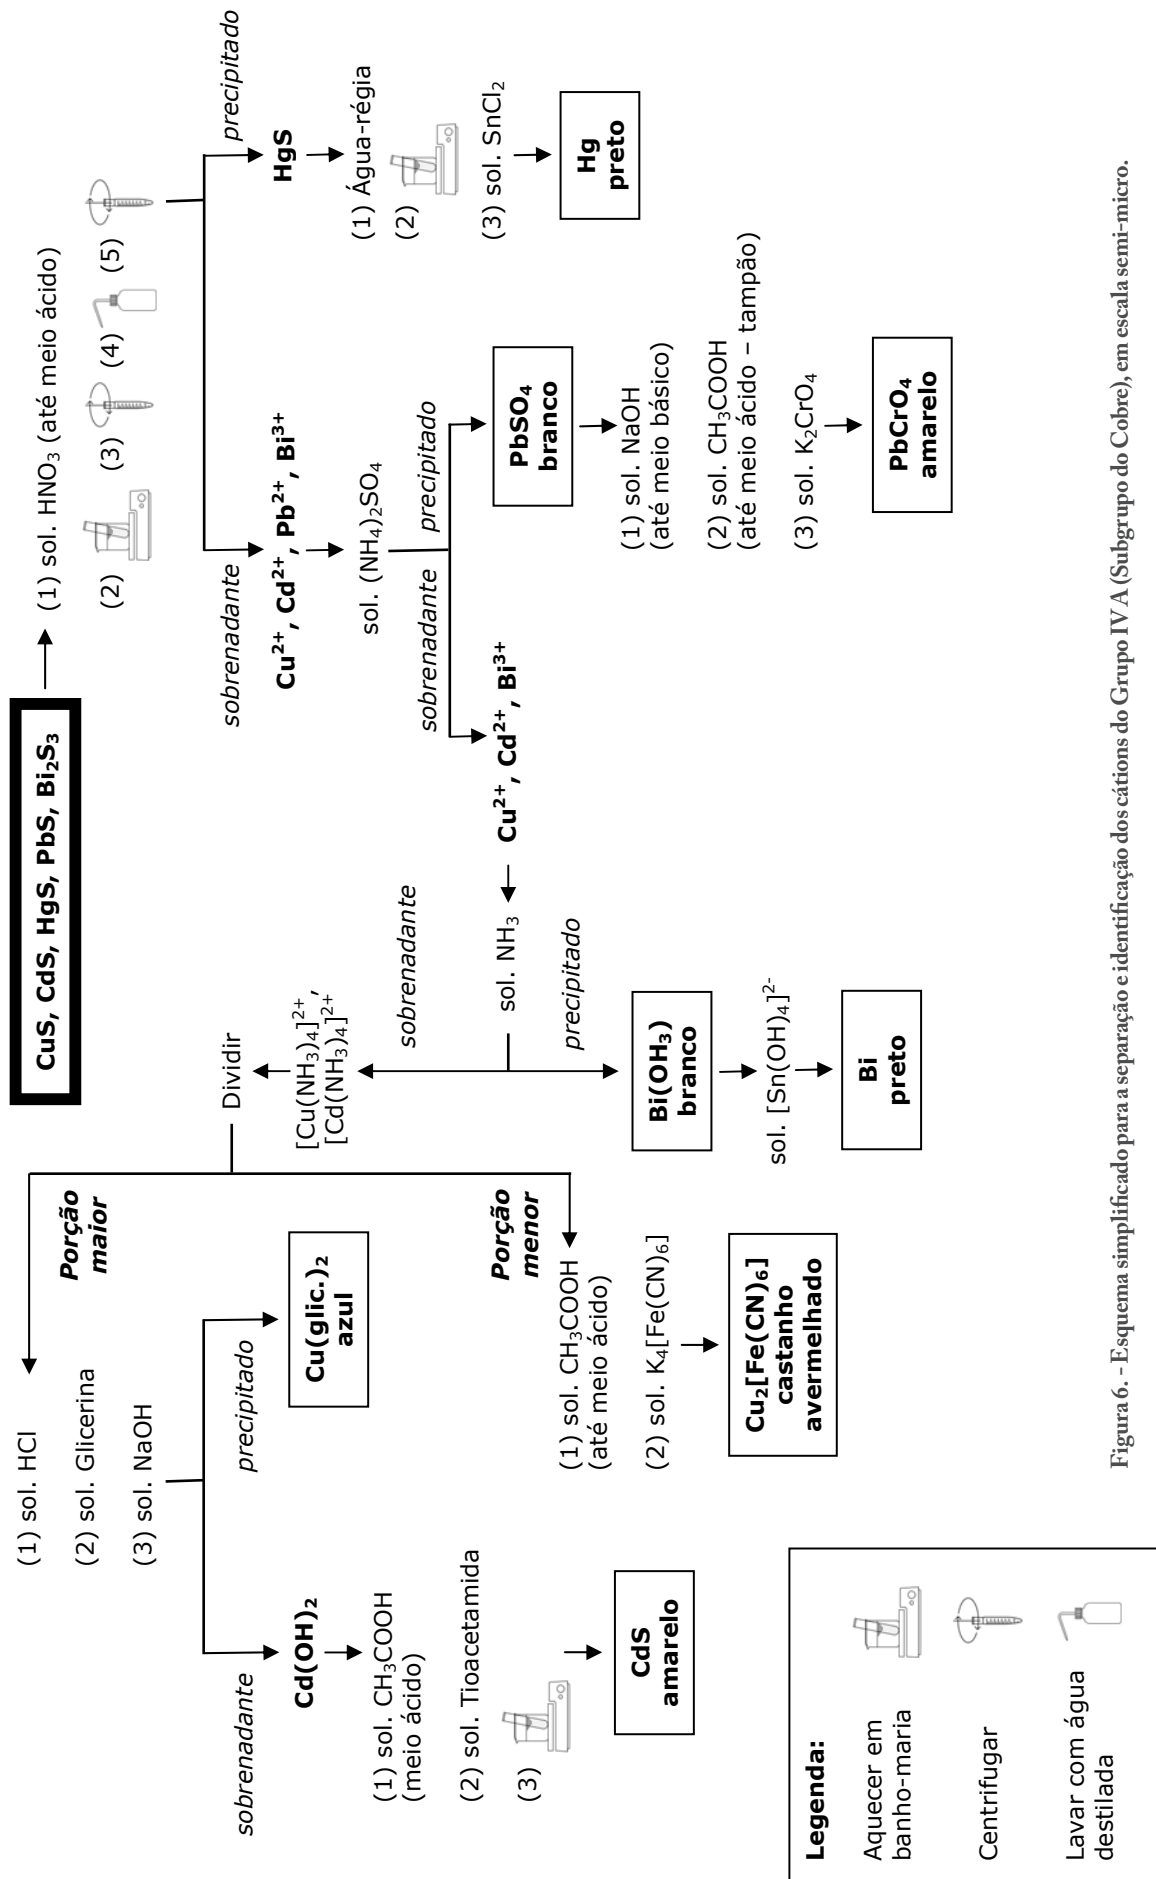 CuS, CdS, HgS, PbS, Bi₂S₃
(1) sol. HNO₃ (até meio ácido)
(2)
(3)
(4)
(5)
sobrenadante
precipitado
Cu²⁺, Cd²⁺, Pb²⁺, Bi³⁺
HgS
(1) Água-régia
(2)
(3) sol. SnCl₂
Hg
preto
sol. (NH₄)₂SO₄
sobrenadante
precipitado
Cu²⁺, Cd²⁺, Bi³⁺
PbSO₄
branco
(1) sol. NaOH
(até meio básico)
(2) sol. CH₃COOH
(até meio ácido – tampão)
(3) sol. K₂CrO₄
PbCrO₄
amarelo
sol. NH₃
sobrenadante
precipitado
[Cu(NH₃)₄]²⁺,
[Cd(NH₃)₄]²⁺
Dividir
Bi(OH₃)
branco
sol. [Sn(OH)₄]²⁻
Bi
preto
Porção
maior
Porção
menor
(1) sol. HCl
(2) sol. Glicerina
(3) sol. NaOH
sobrenadante
precipitado
Cd(OH)₂
Cu(glic.)₂
azul
(1) sol. CH₃COOH
(meio ácido)
(2) sol. Tioacetamida
(3)
CdS
amarelo
(1) sol. CH₃COOH
(até meio ácido)
(2) sol. K₄[Fe(CN)₆]
Cu₂[Fe(CN)₆]
castanho
avermelhado
Legenda:
Aquecer em
banho-maria
Centrifugar
Lavar com água
destilada
Figura 6. - Esquema simplificado para a separação e identificação dos cátions do Grupo IV A (Subgrupo do Cobre), em escala semi-micro.